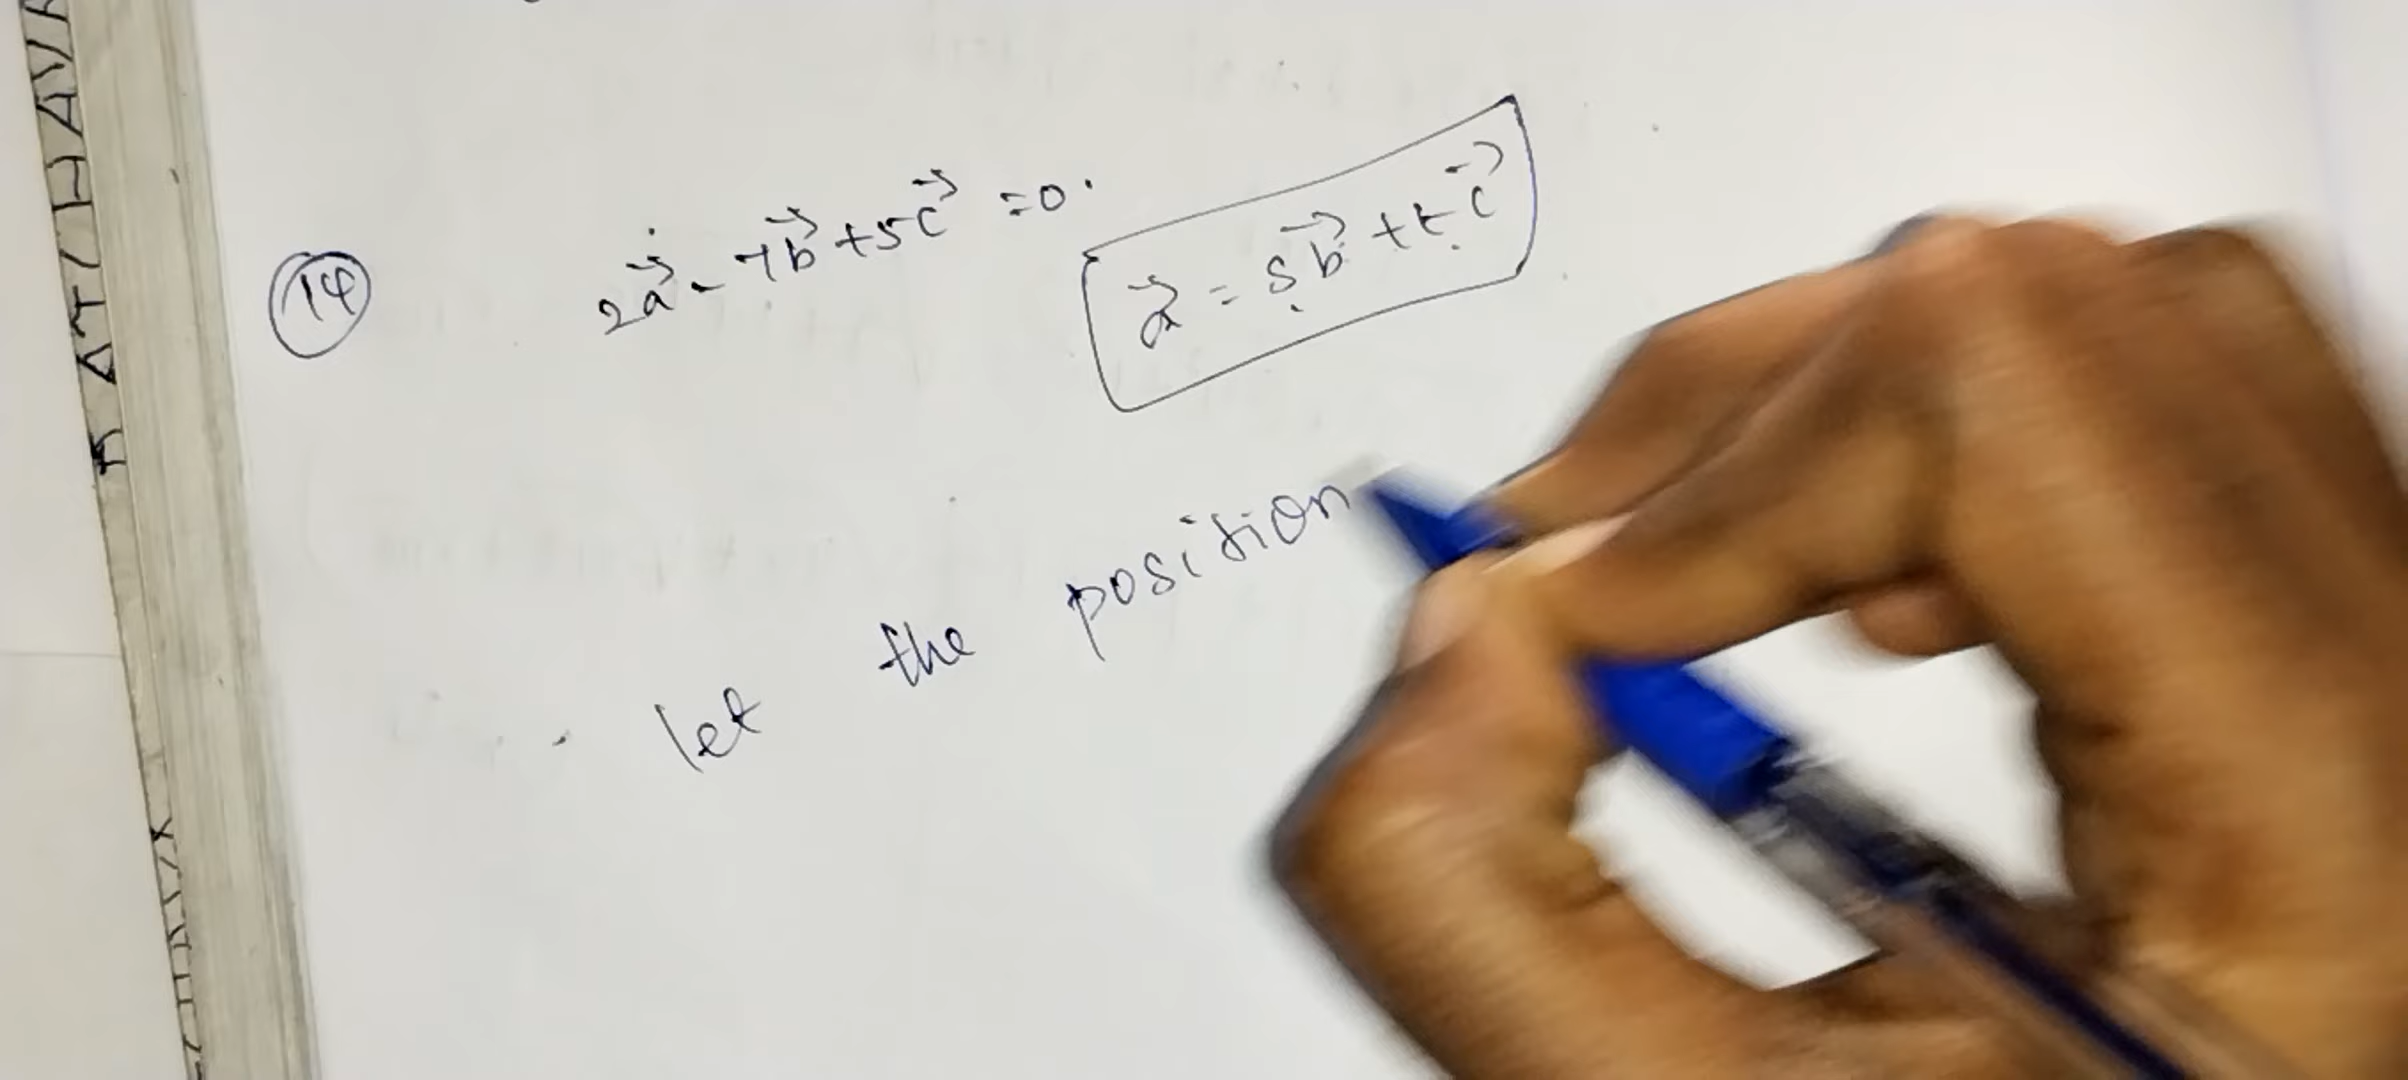 14
2a⃗ - 7b⃗ + 5c⃗ = 0.
a⃗ = sb⃗ + tc⃗
let the position